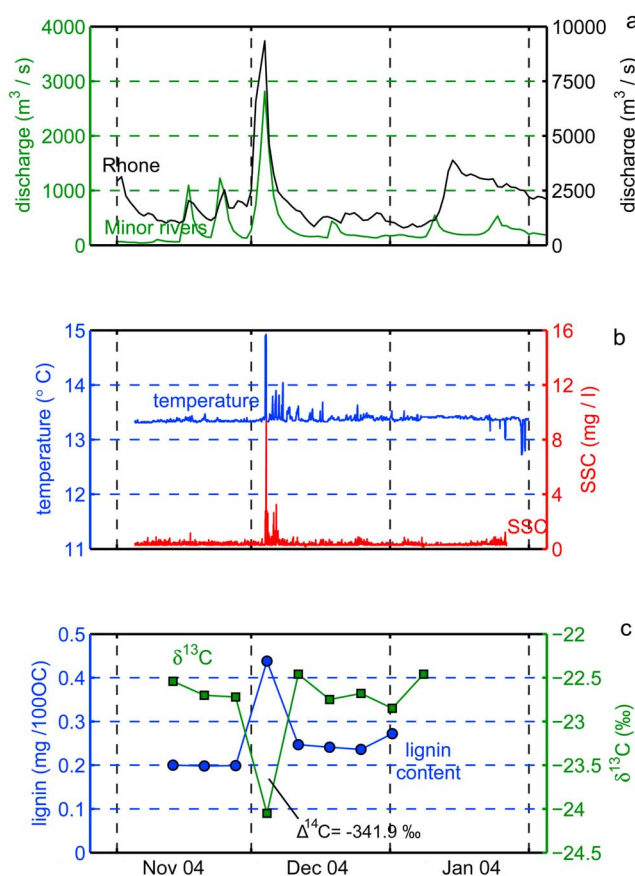 a
4000
3000
2000
1000
0
discharge (m³ / s)
10000
7500
5000
2500
0
discharge (m³ / s)
Rhone
Minor rivers
b
15
14
13
12
11
temperature (° C)
16
12
8
4
0
SSC (mg / l)
temperature
SSC
c
0.5
0.4
0.3
0.2
0.1
0
lignin (mg /100OC)
−22
−22.5
−23
−23.5
−24
−24.5
δ¹³C (‰)
δ¹³C
lignin
content
Δ¹⁴C= -341.9 ‰
Nov 04 Dec 04 Jan 04